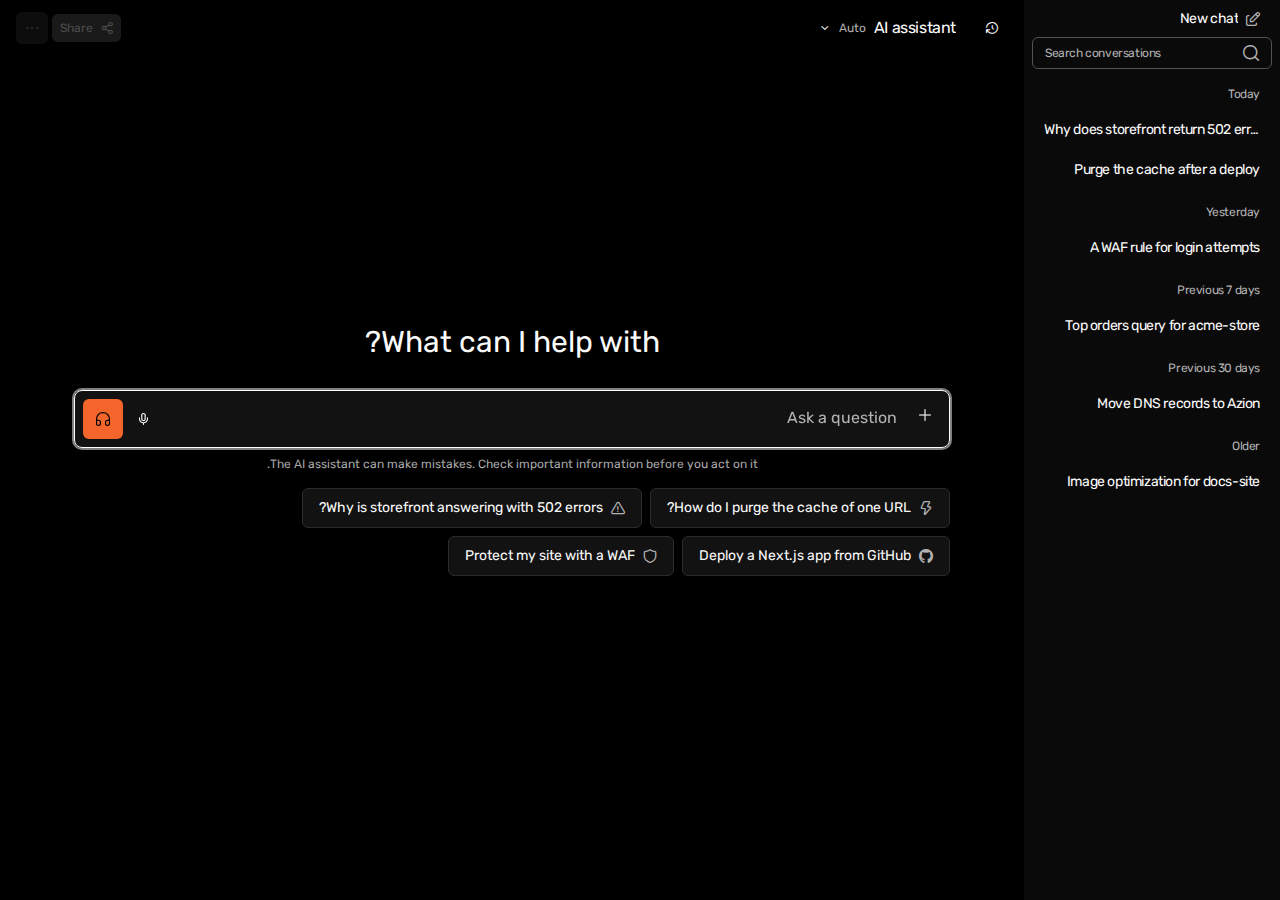 New chat
Search conversations
Today
Why does storefront return 502 err...
Purge the cache after a deploy
Yesterday
A WAF rule for login attempts
Previous 7 days
Top orders query for acme-store
Previous 30 days
Move DNS records to Azion
Older
Image optimization for docs-site
AI assistant
Auto
Share
?What can I help with
Ask a question
.The AI assistant can make mistakes. Check important information before you act on it
?How do I purge the cache of one URL
?Why is storefront answering with 502 errors
Deploy a Next.js app from GitHub
Protect my site with a WAF